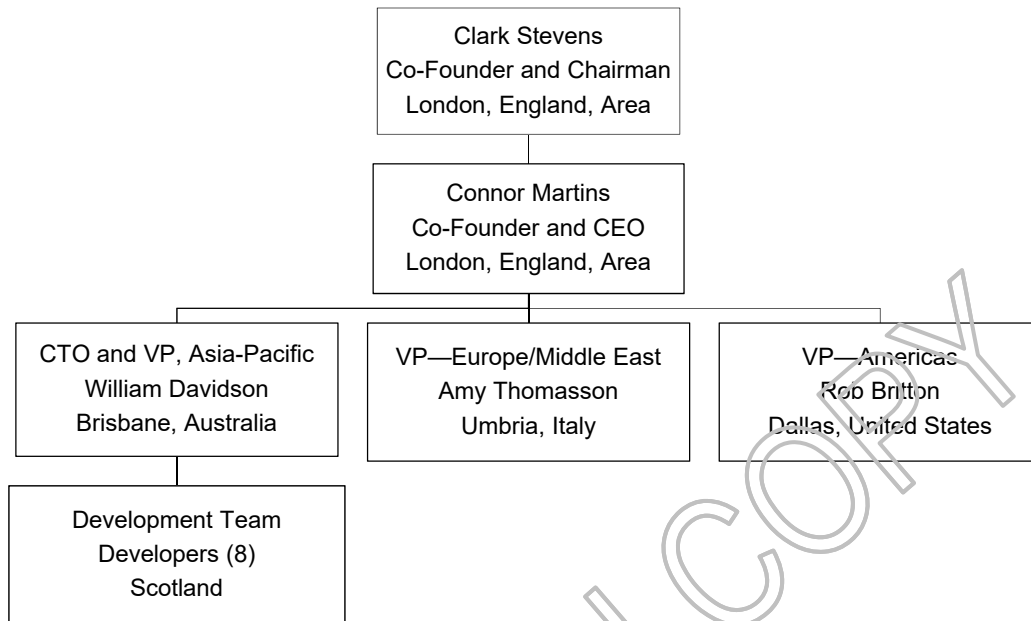 Clark Stevens
Co-Founder and Chairman
London, England, Area
Connor Martins
Co-Founder and CEO
London, England, Area
CTO and VP, Asia-Pacific
William Davidson
Brisbane, Australia
VP—Europe/Middle East
Amy Thomasson
Umbria, Italy
VP—Americas
Rob Britton
Dallas, United States
Development Team
Developers (8)
Scotland
COPY